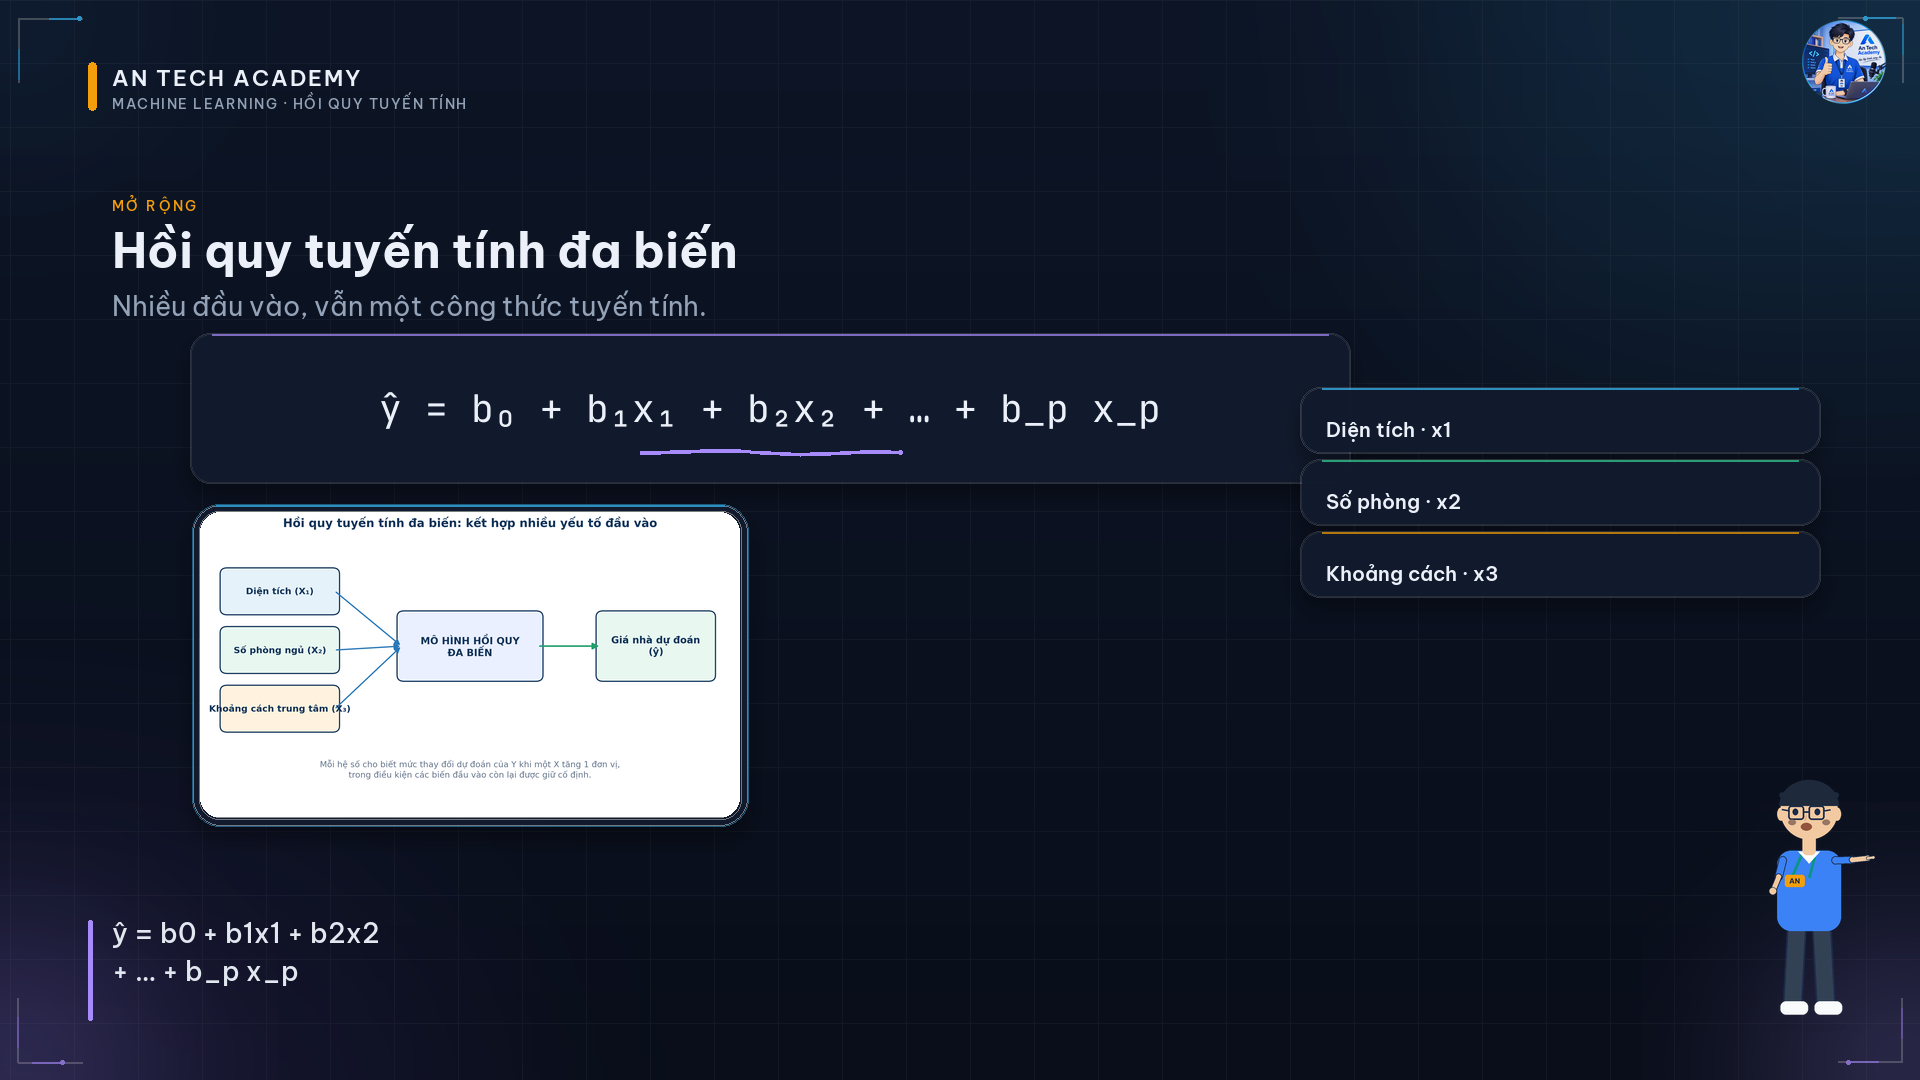 AN TECH ACADEMY
MACHINE LEARNING · HỒI QUY TUYẾN TÍNH
An Tech
Academy
MỞ RỘNG
Hồi quy tuyến tính đa biến
Nhiều đầu vào, vẫn một công thức tuyến tính.
ŷ = b₀ + b₁x₁ + b₂x₂ + … + b_p x_p
Diện tích · x1
Số phòng · x2
Khoảng cách · x3
Hồi quy tuyến tính đa biến: kết hợp nhiều yếu tố đầu vào
Diện tích (X₁)
Số phòng ngủ (X₂)
Khoảng cách trung tâm (X₃)
MÔ HÌNH HỒI QUY
ĐA BIẾN
Giá nhà dự đoán
(ŷ)
Mỗi hệ số cho biết mức thay đổi dự đoán của Y khi một X tăng 1 đơn vị,
trong điều kiện các biến đầu vào còn lại được giữ cố định.
AN
ŷ = b0 + b1x1 + b2x2
+ … + b_p x_p